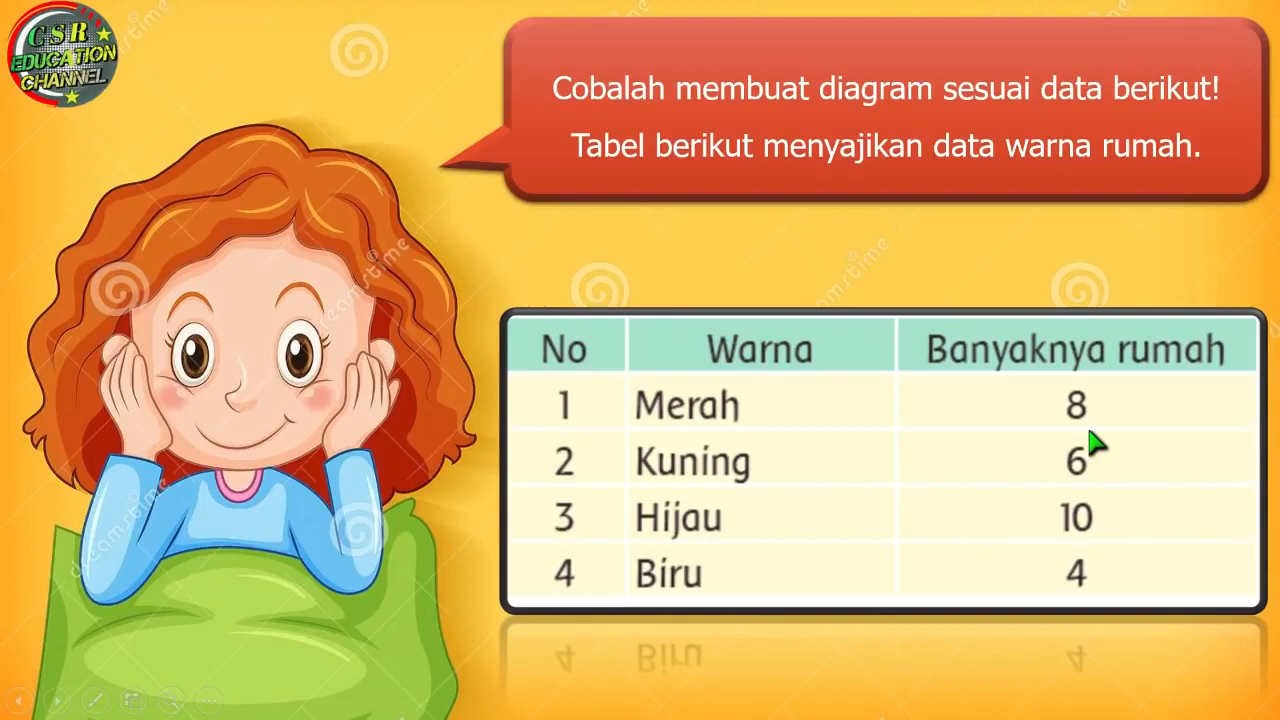 CSR
EDUCATION
CHANNEL
Cobalah membuat diagram sesuai data berikut!
Tabel berikut menyajikan data warna rumah.
No Warna Banyaknya rumah
1 Merah 8
2 Kuning 6
3 Hijau 10
4 Biru 4